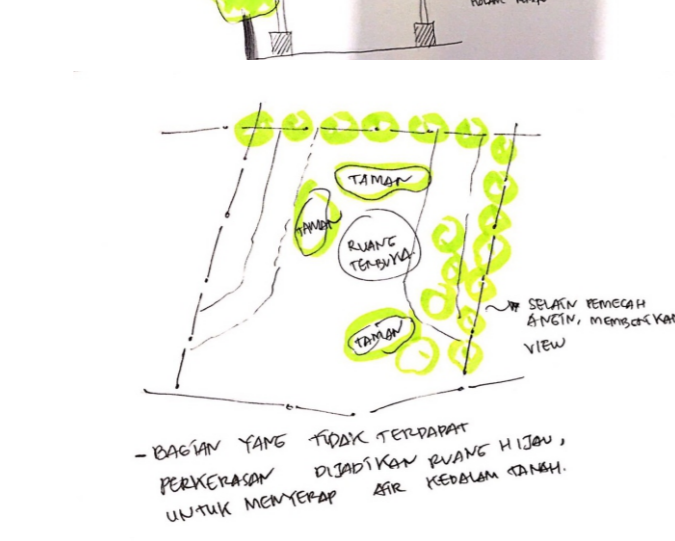 TAMAN
TAMAN
RUANG
TERBUKA
TAMAN
SELAIN PEMECAH
ANGIN, MEMBERIKAN
VIEW
- BAGIAN YANG TIDAK TERDAPAT
PERKERASAN DIJADIKAN RUANG HIJAU,
UNTUK MENYERAP AIR KEDALAM TANAH.